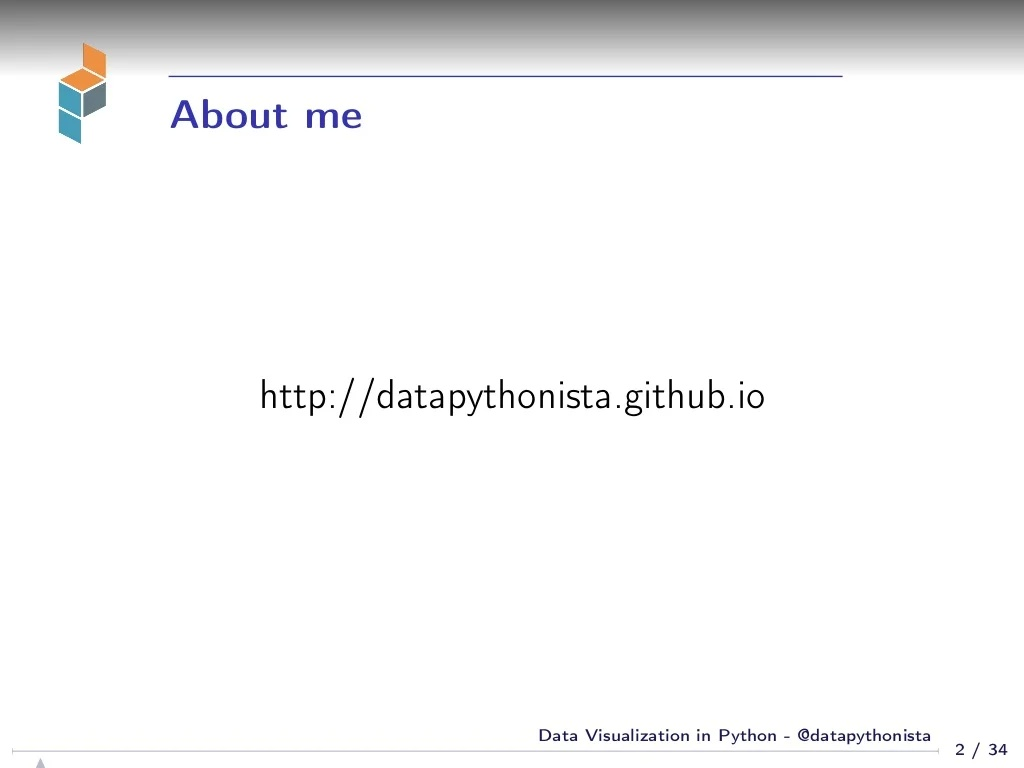 About me
http://datapythonista.github.io
Data Visualization in Python - @datapythonista
2 / 34